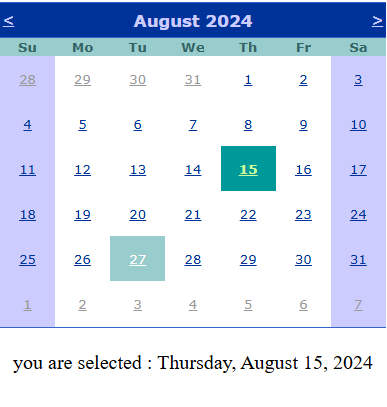 < August 2024 >
Su Mo Tu We Th Fr Sa
28 29 30 31 1 2 3
4 5 6 7 8 9 10
11 12 13 14 15 16 17
18 19 20 21 22 23 24
25 26 27 28 29 30 31
1 2 3 4 5 6 7
you are selected : Thursday, August 15, 2024